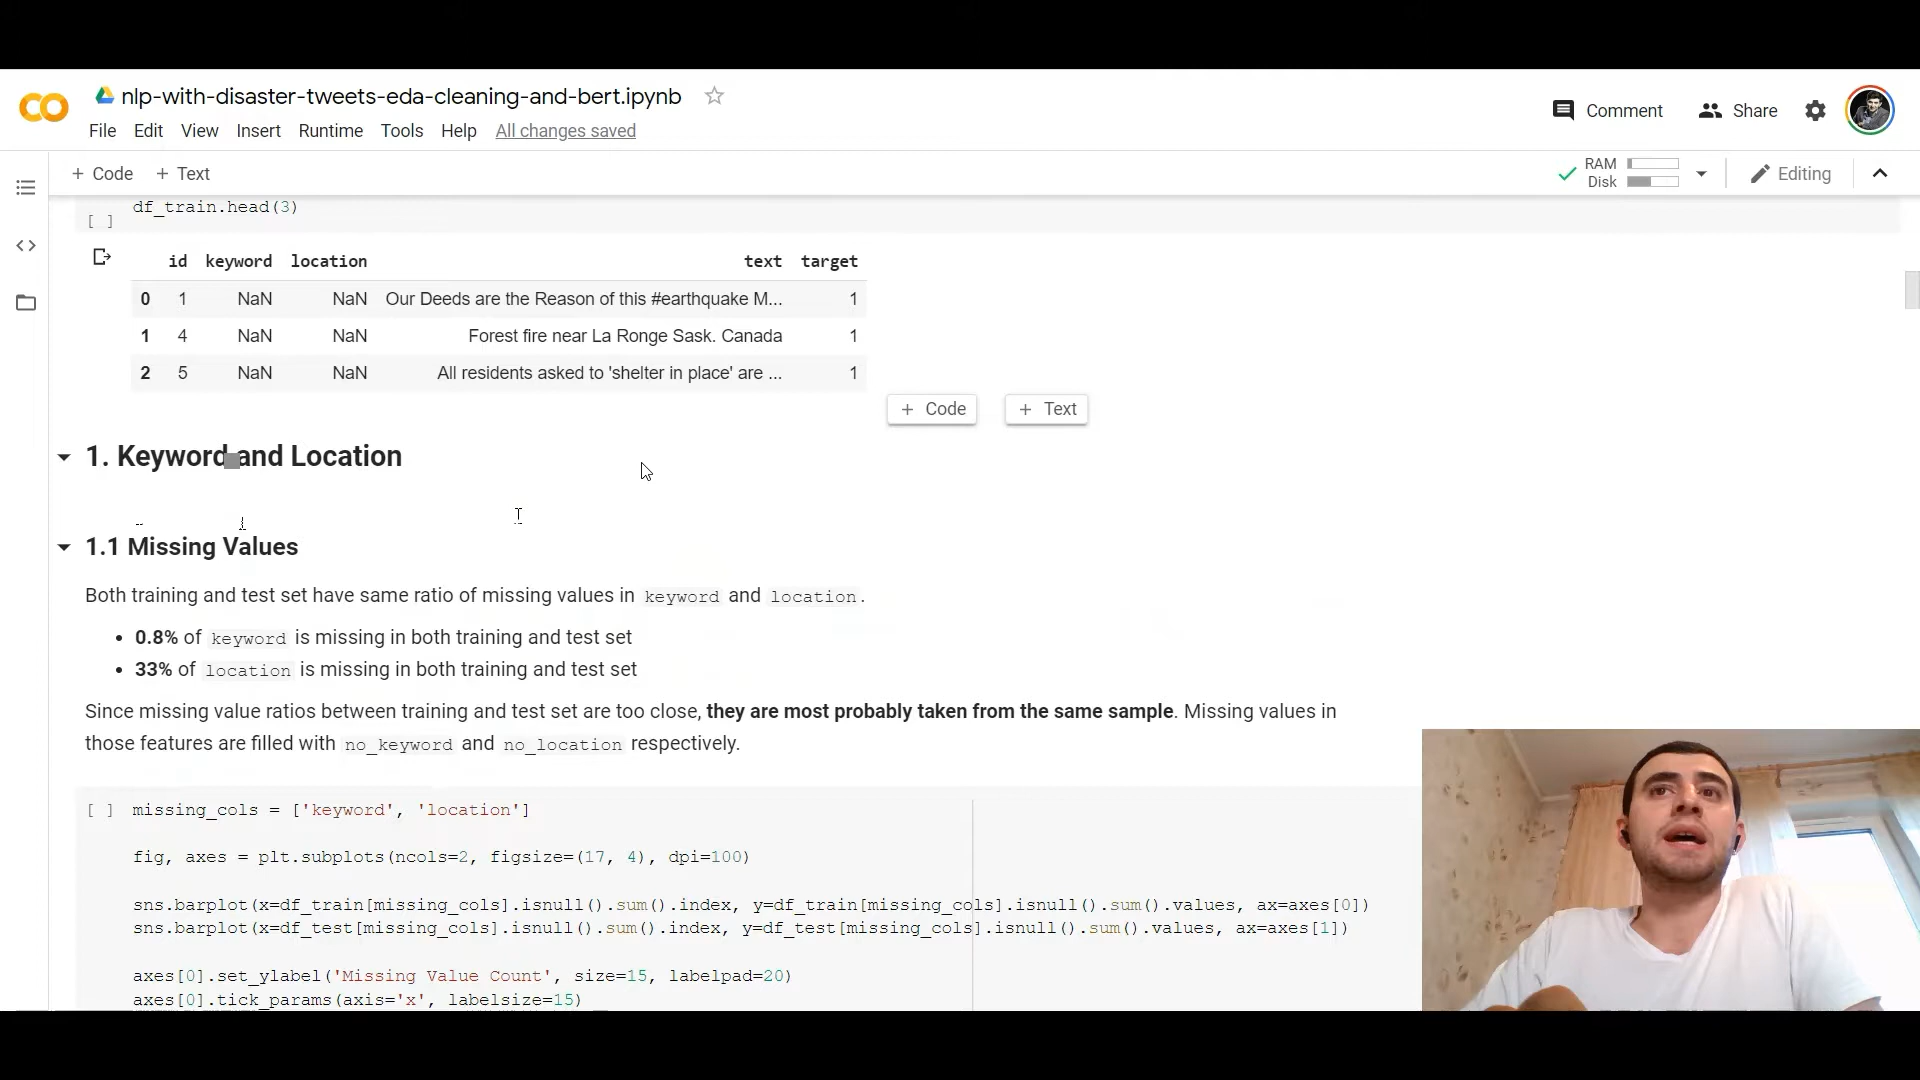 nlp-with-disaster-tweets-eda-cleaning-and-bert.ipynb
Comment
Share
File Edit View Insert Runtime Tools Help All changes saved
+ Code + Text
RAM
Disk
Editing
df_train.head(3)
[ ]
id keyword location text target
0 1 NaN NaN Our Deeds are the Reason of this #earthquake M... 1
1 4 NaN NaN Forest fire near La Ronge Sask. Canada 1
2 5 NaN NaN All residents asked to 'shelter in place' are ... 1
+ Code + Text
1. Keyword and Location
1.1 Missing Values
Both training and test set have same ratio of missing values in keyword and location.
• 0.8% of keyword is missing in both training and test set
• 33% of location is missing in both training and test set
Since missing value ratios between training and test set are too close, they are most probably taken from the same sample. Missing values in
those features are filled with no_keyword and no_location respectively.
[ ] missing_cols = ['keyword', 'location']
fig, axes = plt.subplots(ncols=2, figsize=(17, 4), dpi=100)
sns.barplot(x=df_train[missing_cols].isnull().sum().index, y=df_train[missing_cols].isnull().sum().values, ax=axes[0])
sns.barplot(x=df_test[missing_cols].isnull().sum().index, y=df_test[missing_cols].isnull().sum().values, ax=axes[1])
axes[0].set_ylabel('Missing Value Count', size=15, labelpad=20)
axes[0].tick_params(axis='x', labelsize=15)